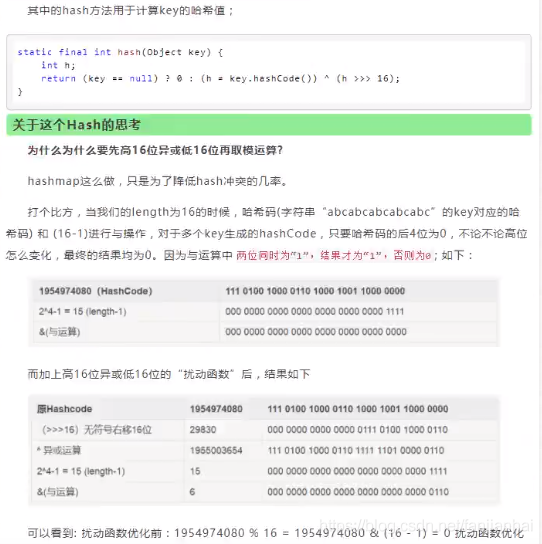 其中的hash方法用于计算key的哈希值；
static final int hash(Object key) {
int h;
return (key == null) ? 0 : (h = key.hashCode()) ^ (h >>> 16);
}
关于这个Hash的思考
为什么为什么要先高16位异或低16位再取模运算?
hashmap这么做，只是为了降低hash冲突的几率。
打个比方，当我们的length为16的时候，哈希码(字符串“abcabcabcabcabc”的key对应的哈
希码) 和 (16-1)进行与操作，对于多个key生成的hashCode，只要哈希码的后4位为0，不论不论高位
怎么变化，最终的结果均为0。因为与运算中 两位同时为“1”，结果才为“1”，否则为0；如下：
1954974080（HashCode） 111 0100 1000 0110 1000 1001 1000 0000
2^4-1 = 15 (length-1) 000 0000 0000 0000 0000 0000 0000 1111
&(与运算) 000 0000 0000 0000 0000 0000 0000 0000
而加上高16位异或低16位的“扰动函数”后，结果如下
原Hashcode 1954974080 111 0100 1000 0110 1000 1001 1000 0000
（>>>16）无符号右移16位 29830 000 0000 0000 0000 0111 0100 1000 0110
^ 异或运算 1955003654 111 0100 1000 0110 1111 1101 0000 0110
2^4-1 = 15 (length-1) 15 000 0000 0000 0000 0000 0000 0000 1111
&(与运算) 6 000 0000 0000 0000 0000 0000 0000 0110
可以看到: 扰动函数优化前：1954974080 % 16 = 1954974080 & (16 - 1) = 0 扰动函数优化